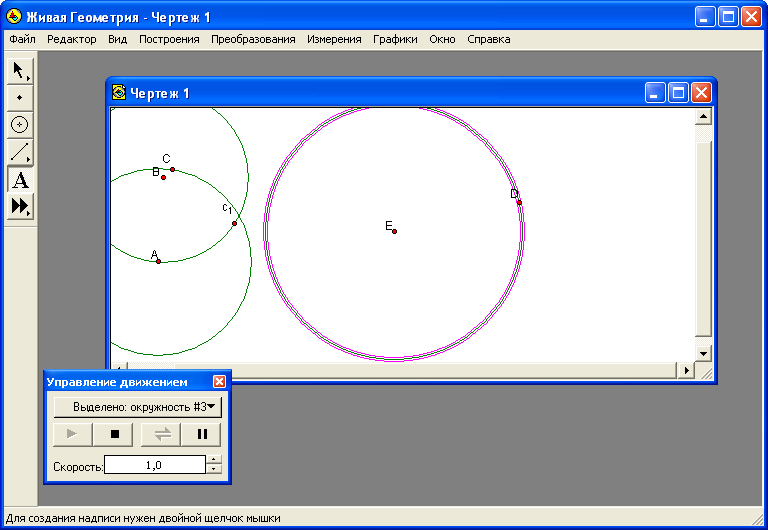 Живая Геометрия - Чертеж 1
Файл Редактор Вид Построения Преобразования Измерения Графики Окно Справка
Чертеж 1
C
B
c1
A
D
E
A
Управление движением
Выделено: окружность #3
Скорость: 1,0
Для создания надписи нужен двойной щелчок мышки